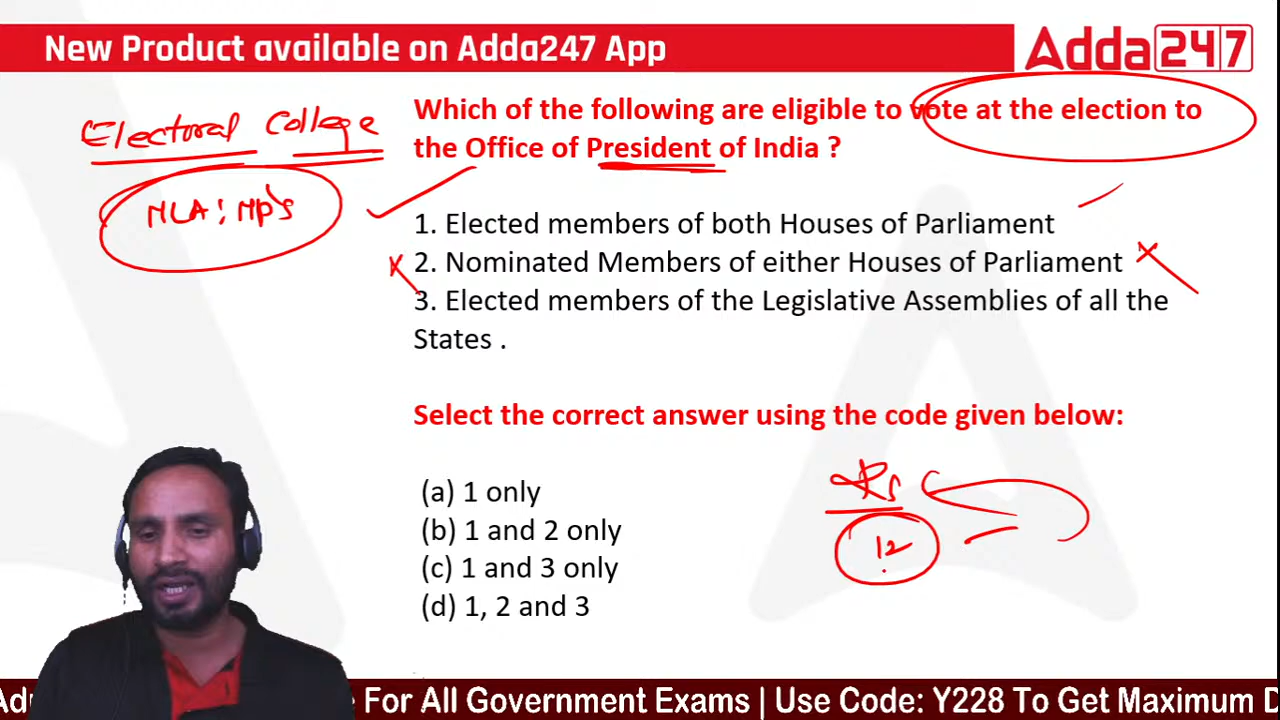 New Product available on Adda247 App
Adda247
Electoral College
MLA; MP's
Which of the following are eligible to vote at the election to
the Office of President of India ?
1. Elected members of both Houses of Parliament
2. Nominated Members of either Houses of Parliament
3. Elected members of the Legislative Assemblies of all the
States .
Select the correct answer using the code given below:
(a) 1 only
(b) 1 and 2 only
(c) 1 and 3 only
(d) 1, 2 and 3
Rs
12
For All Government Exams | Use Code: Y228 To Get Maximum D